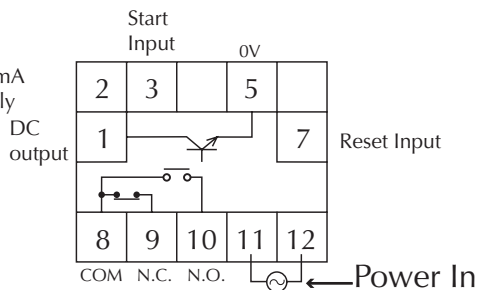 Start
Input
0V
mA
ly
2 3 5
DC
output
1 7
Reset Input
8 9 10 11 12
COM N.C. N.O.
Power In